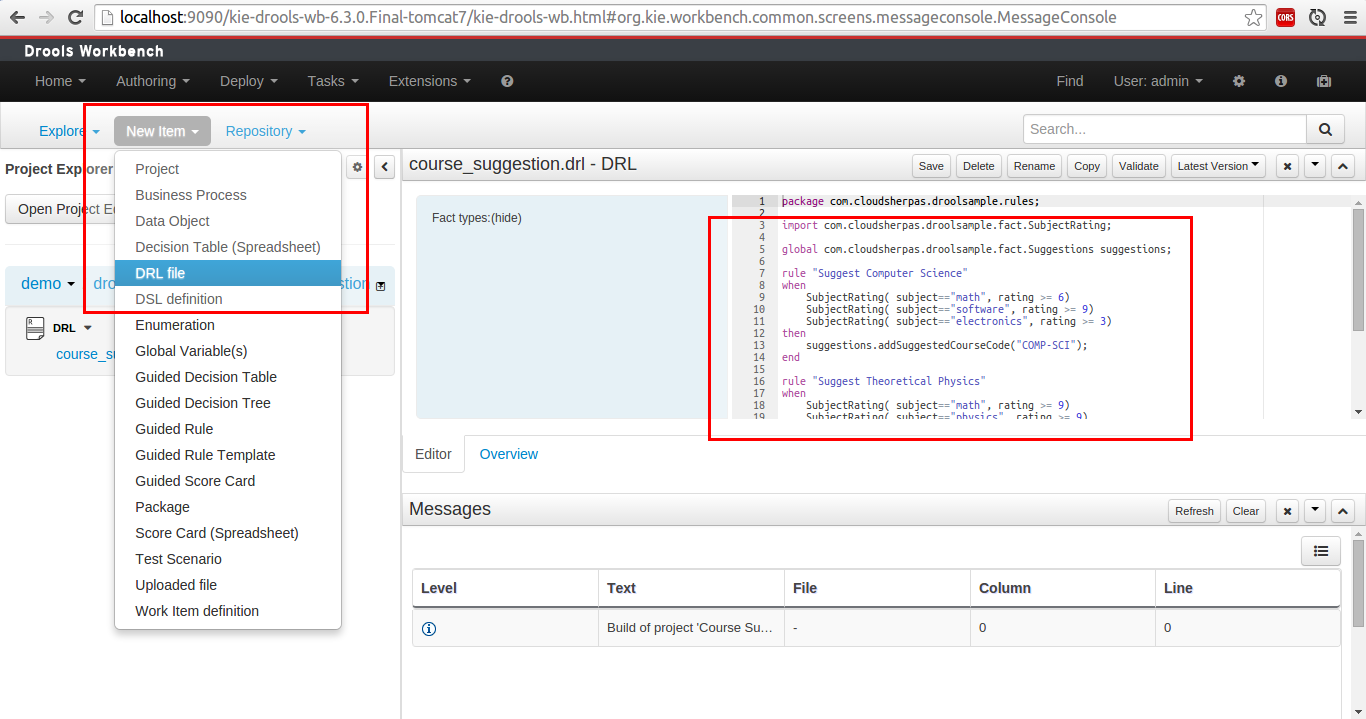 localhost:9090/kie-drools-wb-6.3.0.Final-tomcat7/kie-drools-wb.html#org.kie.workbench.common.screens.messageconsole.MessageConsole
CORS
Drools Workbench
Home Authoring Deploy Tasks Extensions ?
Find User: admin
Explore New Item Repository
Search...
Project Explorer
Open Project
demo
DRL
Project
Business Process
Data Object
Decision Table (Spreadsheet)
DRL file
DSL definition
Enumeration
Global Variable(s)
Guided Decision Table
Guided Decision Tree
Guided Rule
Guided Rule Template
Guided Score Card
Package
Score Card (Spreadsheet)
Test Scenario
Uploaded file
Work Item definition
course_suggestion.drl - DRL
Save Delete Rename Copy Validate Latest Version
Fact types:(hide)
1 package com.cloudsherpas.droolsample.rules;
2
3 import com.cloudsherpas.droolsample.fact.SubjectRating;
4
5 global com.cloudsherpas.droolsample.fact.Suggestions suggestions;
6
7 rule "Suggest Computer Science"
8 when
9 SubjectRating( subject=="math", rating >= 6)
10 SubjectRating( subject=="software", rating >= 9)
11 SubjectRating( subject=="electronics", rating >= 3)
12 then
13 suggestions.addSuggestedCourseCode("COMP-SCI");
14 end
15
16 rule "Suggest Theoretical Physics"
17 when
18 SubjectRating( subject=="math", rating >= 9)
19 SubjectRating( subject=="physics", rating >= 9)
Editor Overview
Messages
Refresh Clear
Level Text File Column Line
Build of project 'Course Su... - 0 0